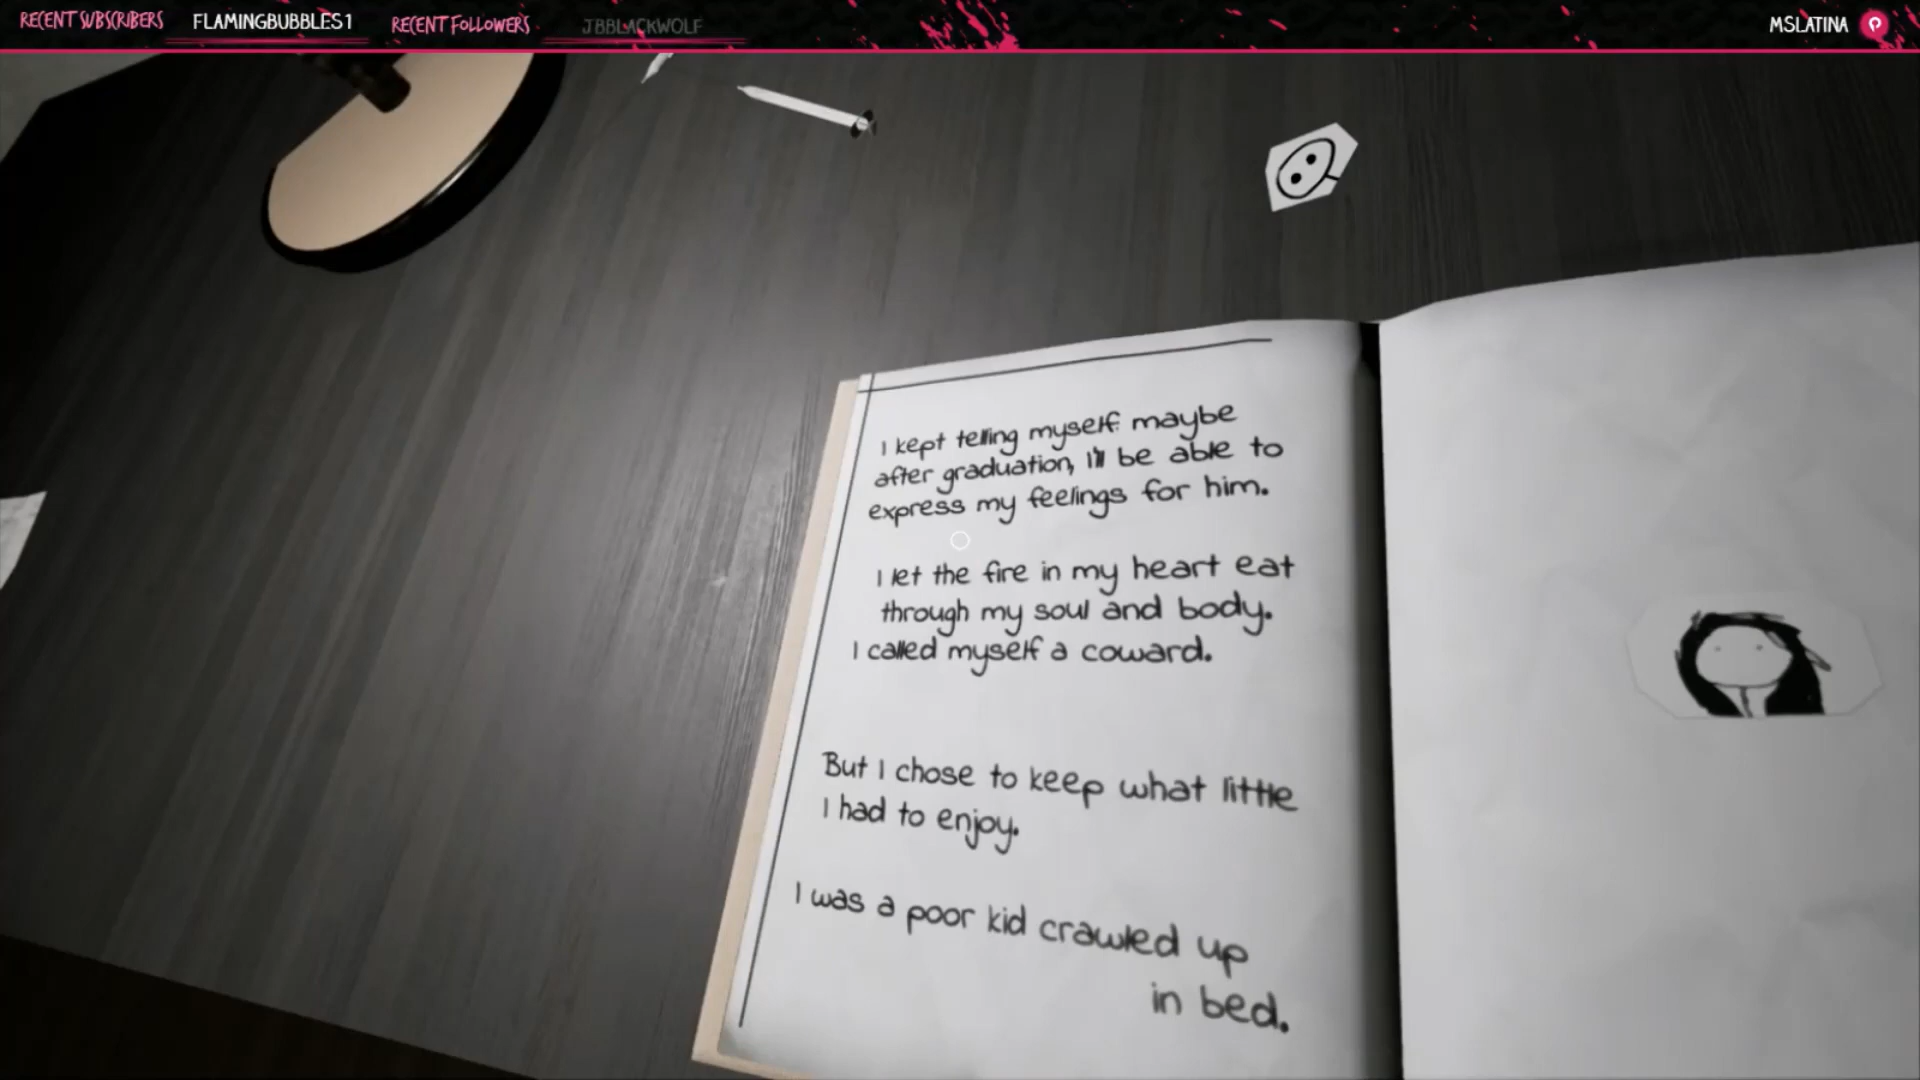 RECENT SUBSCRIBERS FLAMINGBUBBLES1 RECENT FOLLOWERS JBBLACKWOLF MSLATINA
I kept telling myself: maybe
after graduation, I'll be able to
express my feelings for him.
I let the fire in my heart eat
through my soul and body.
I called myself a coward.
But I chose to keep what little
I had to enjoy.
I was a poor kid crawled up
in bed.